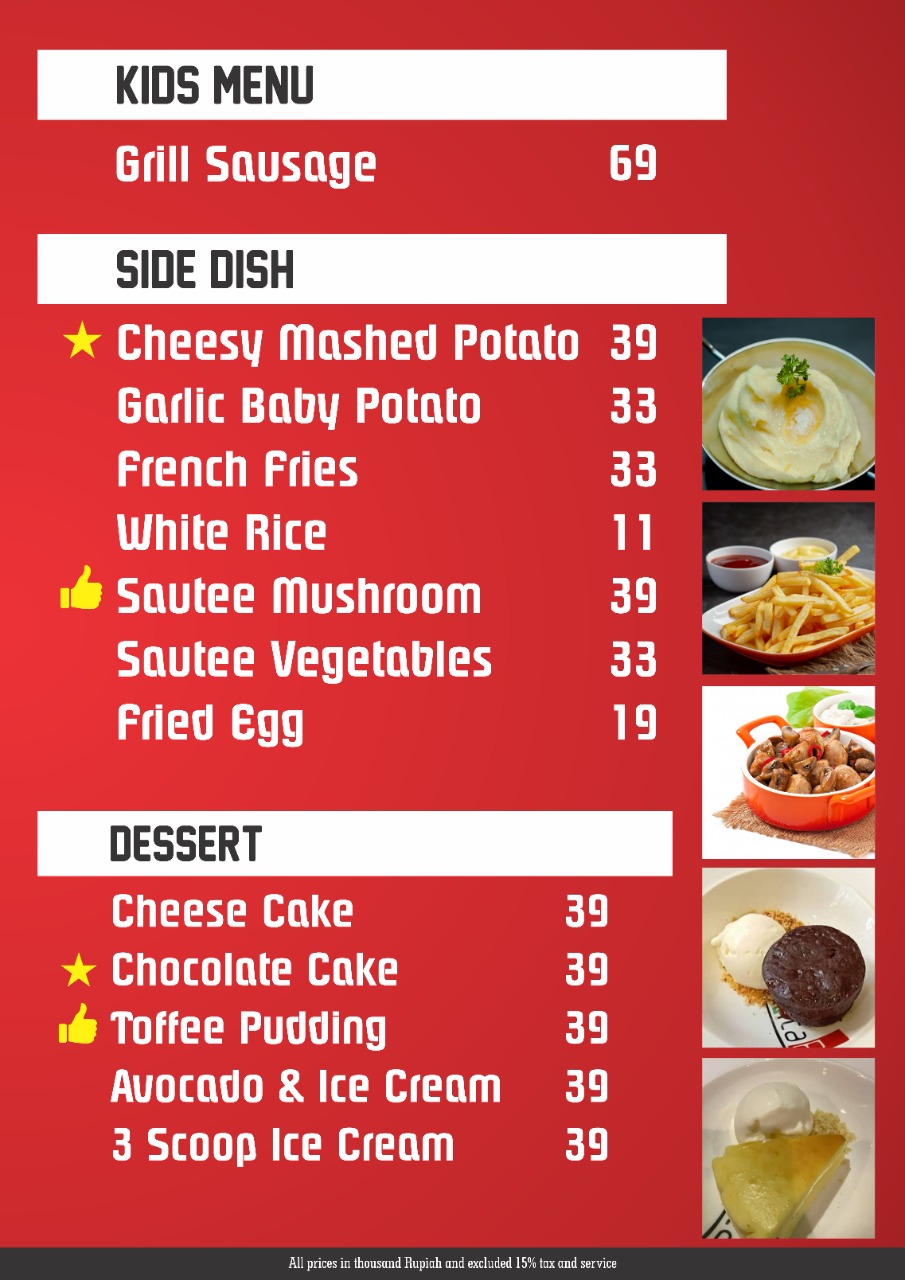 KIDS MENU
Grill Sausage 69
SIDE DISH
Cheesy Mashed Potato 39
Garlic Baby Potato 33
French Fries 33
White Rice 11
Sautee Mushroom 39
Sautee Vegetables 33
Fried Egg 19
DESSERT
Cheese Cake 39
Chocolate Cake 39
Toffee Pudding 39
Avocado & Ice Cream 39
3 Scoop Ice Cream 39
All prices in thousand Rupiah and excluded 15% tax and service